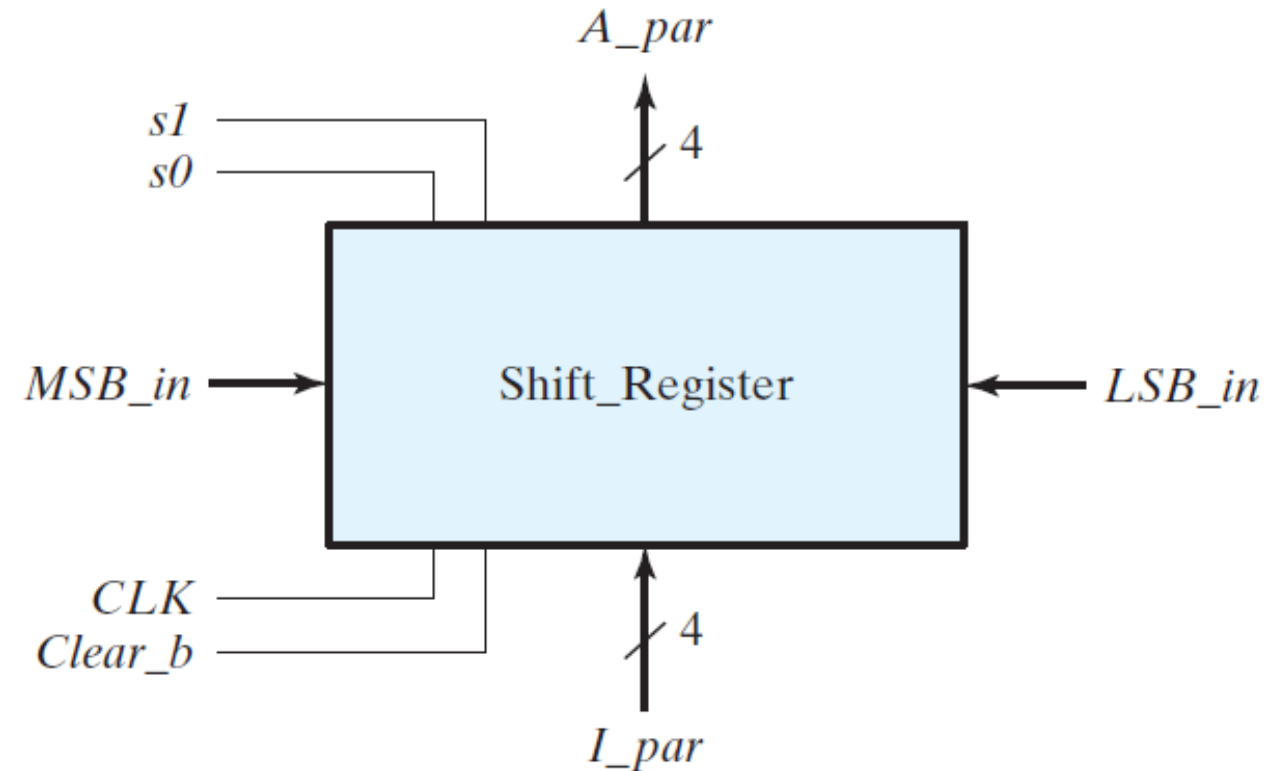 A_par
s1
4
s0
MSB_in
Shift_Register
LSB_in
CLK
4
Clear_b
I_par